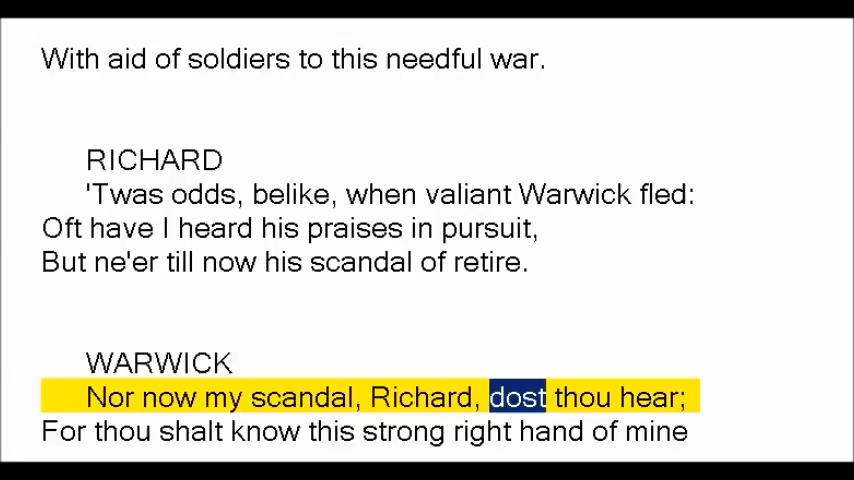 With aid of soldiers to this needful war.
RICHARD
'Twas odds, belike, when valiant Warwick fled:
Oft have I heard his praises in pursuit,
But ne'er till now his scandal of retire.
WARWICK
Nor now my scandal, Richard, dost thou hear;
For thou shalt know this strong right hand of mine